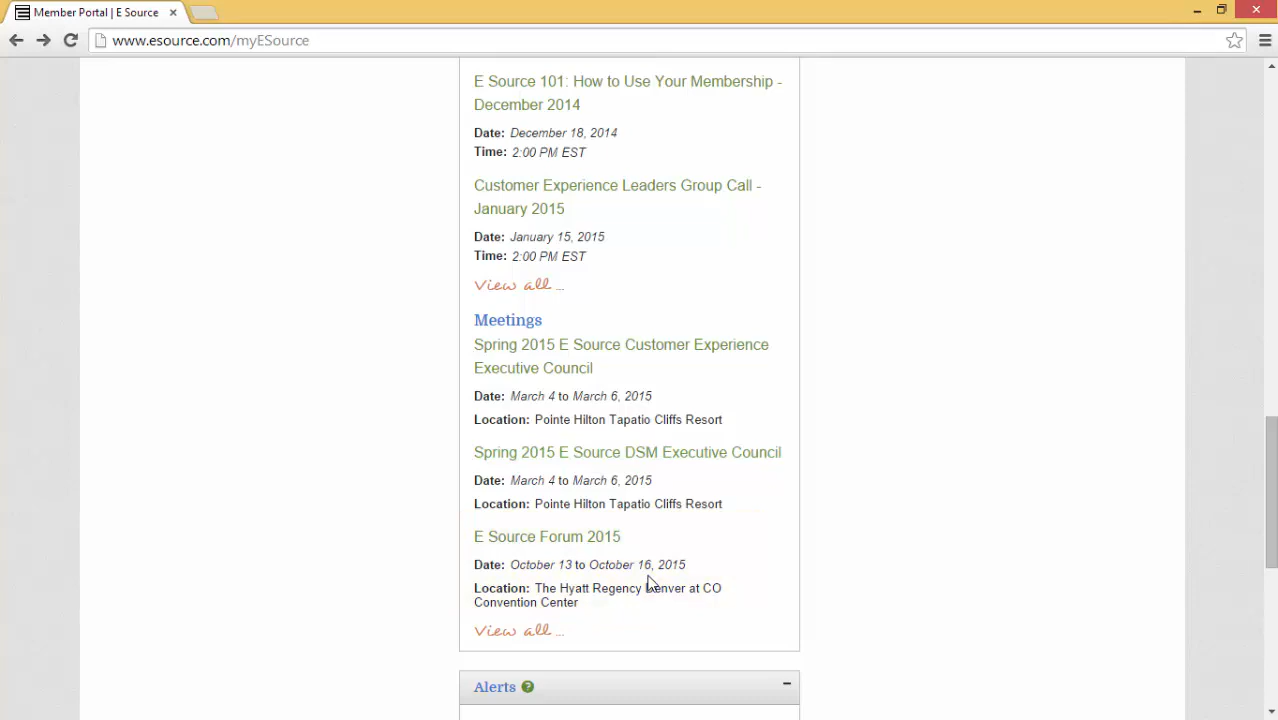 Member Portal | E Source
www.esource.com/myESource
E Source 101: How to Use Your Membership -
December 2014
Date: December 18, 2014
Time: 2:00 PM EST
Customer Experience Leaders Group Call -
January 2015
Date: January 15, 2015
Time: 2:00 PM EST
View all ...
Meetings
Spring 2015 E Source Customer Experience
Executive Council
Date: March 4 to March 6, 2015
Location: Pointe Hilton Tapatio Cliffs Resort
Spring 2015 E Source DSM Executive Council
Date: March 4 to March 6, 2015
Location: Pointe Hilton Tapatio Cliffs Resort
E Source Forum 2015
Date: October 13 to October 16, 2015
Location: The Hyatt Regency Denver at CO
Convention Center
View all ...
Alerts ?